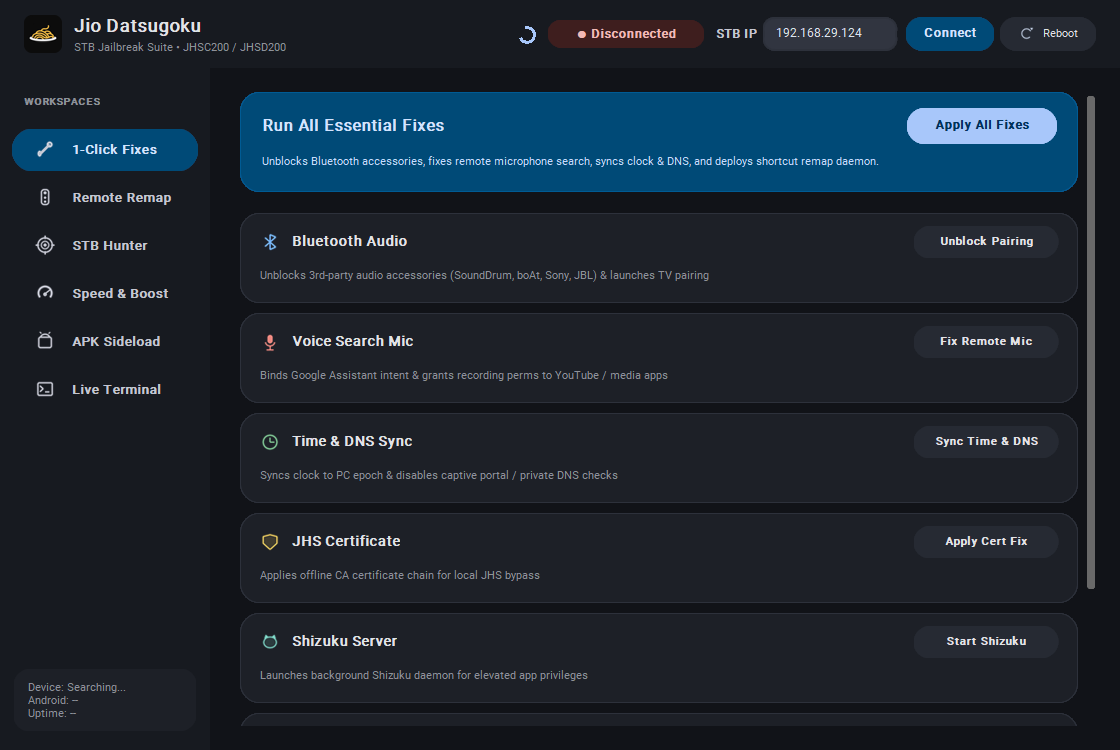 Jio Datsugoku
STB Jailbreak Suite • JHSC200 / JHSD200
● Disconnected
STB IP
192.168.29.124
Connect
Reboot
WORKSPACES
1-Click Fixes
Remote Remap
STB Hunter
Speed & Boost
APK Sideload
Live Terminal
Device: Searching...
Android: --
Uptime: --
Run All Essential Fixes
Apply All Fixes
Unblocks Bluetooth accessories, fixes remote microphone search, syncs clock & DNS, and deploys shortcut remap daemon.
Bluetooth Audio
Unblock Pairing
Unblocks 3rd-party audio accessories (SoundDrum, boAt, Sony, JBL) & launches TV pairing
Voice Search Mic
Fix Remote Mic
Binds Google Assistant intent & grants recording perms to YouTube / media apps
Time & DNS Sync
Sync Time & DNS
Syncs clock to PC epoch & disables captive portal / private DNS checks
JHS Certificate
Apply Cert Fix
Applies offline CA certificate chain for local JHS bypass
Shizuku Server
Start Shizuku
Launches background Shizuku daemon for elevated app privileges